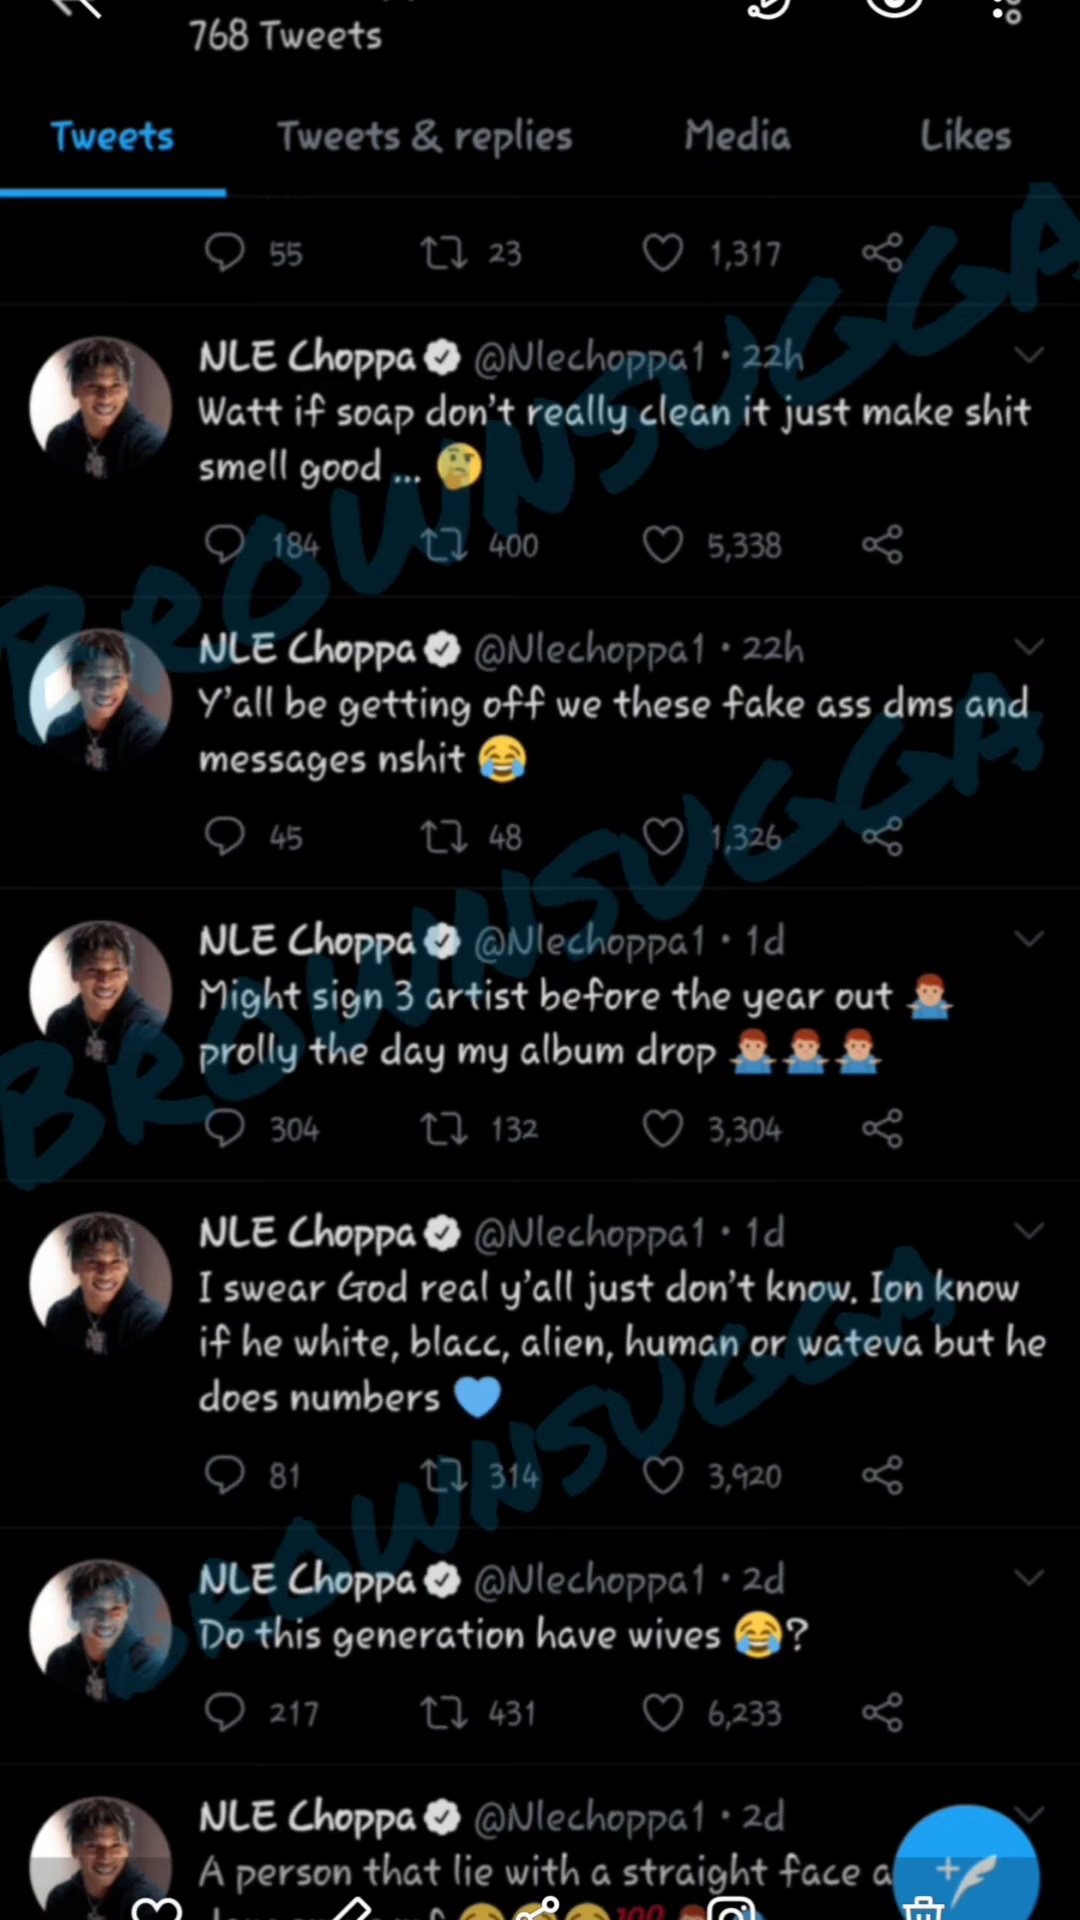 768 Tweets
Tweets Tweets & replies Media Likes
55 23 1,317
NLE Choppa @Nlechoppa1 · 22h
Watt if soap don't really clean it just make shit
smell good ... 🤔
184 400 5,338
NLE Choppa @Nlechoppa1 · 22h
Y'all be getting off we these fake ass dms and
messages nshit 😂
45 48 1,326
NLE Choppa @Nlechoppa1 · 1d
Might sign 3 artist before the year out 🤷🏽‍♂️
prolly the day my album drop 🤷🏽‍♂️🤷🏽‍♂️🤷🏽‍♂️
304 132 3,304
NLE Choppa @Nlechoppa1 · 1d
I swear God real y'all just don't know. Ion know
if he white, blacc, alien, human or wateva but he
does numbers 💙
81 314 3,920
NLE Choppa @Nlechoppa1 · 2d
Do this generation have wives 😂?
217 431 6,233
NLE Choppa @Nlechoppa1 · 2d
A person that lie with a straight face
BROWNSUGGA
BROWNSUGGA
BROWNSUGGA